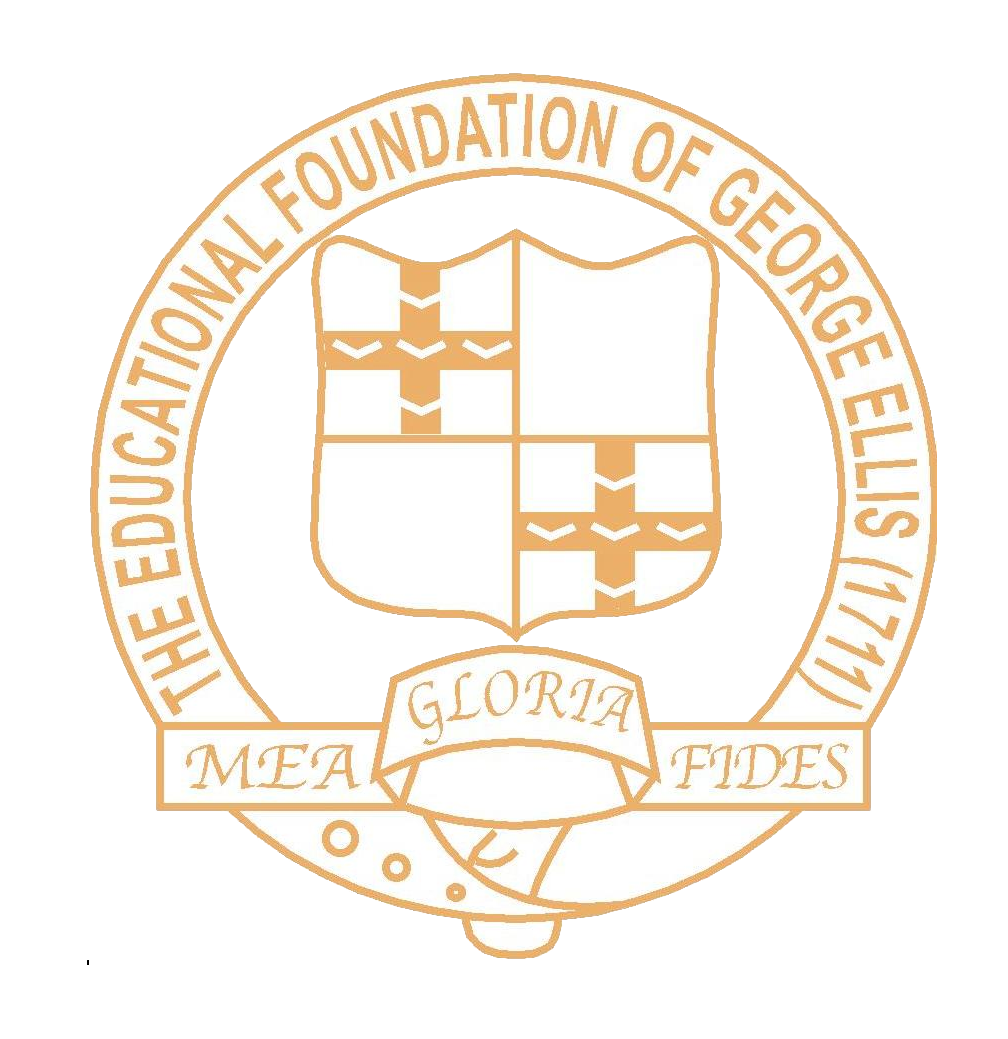 THE EDUCATIONAL FOUNDATION OF GEORGE ELLIS (1711)
MEA GLORIA FIDES